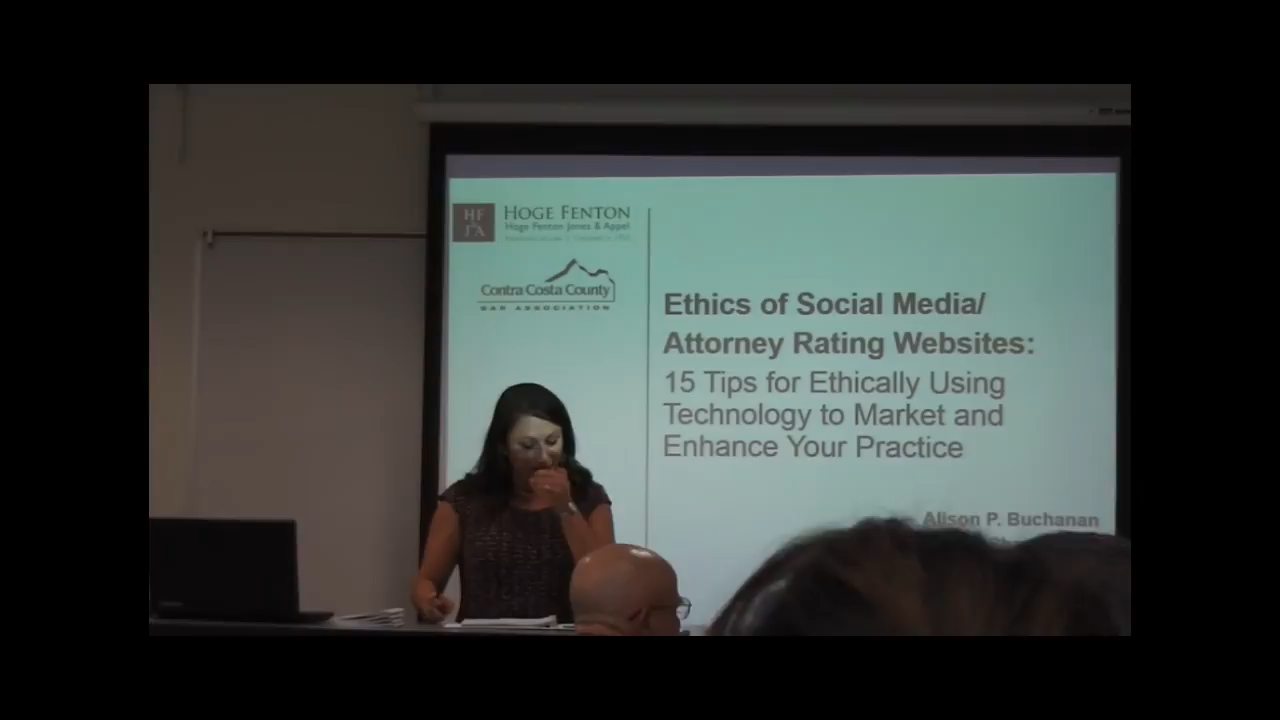 HF
JA
HOGE FENTON
Hoge Fenton Jones & Appel
Contra Costa County
BAR ASSOCIATION
Ethics of Social Media/
Attorney Rating Websites:
15 Tips for Ethically Using
Technology to Market and
Enhance Your Practice
Alison P. Buchanan